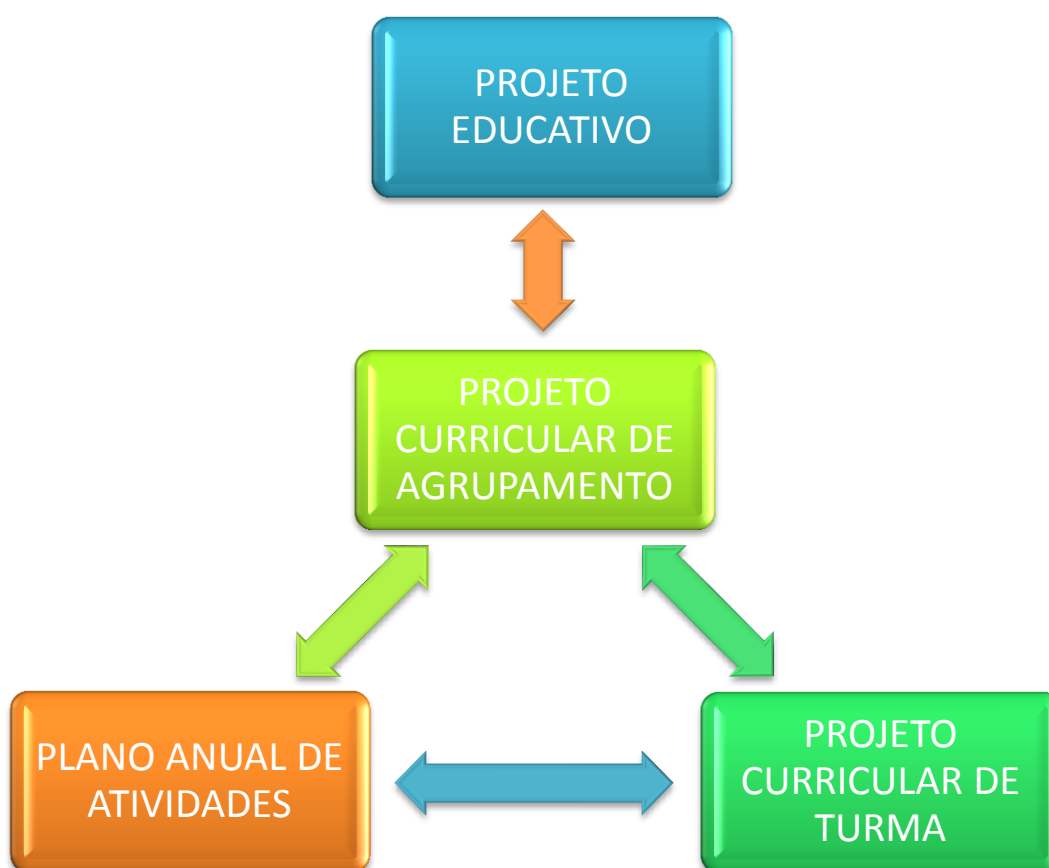 PROJETO
EDUCATIVO
PROJETO
CURRICULAR DE
AGRUPAMENTO
PLANO ANUAL DE
ATIVIDADES
PROJETO
CURRICULAR DE
TURMA